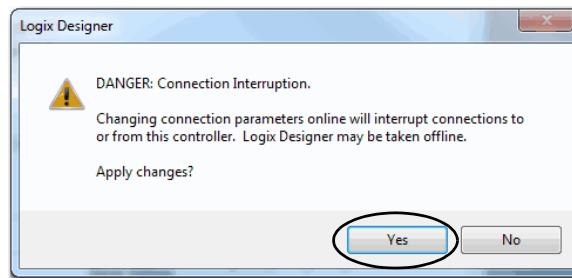 Logix Designer
DANGER: Connection Interruption.
Changing connection parameters online will interrupt connections to
or from this controller.  Logix Designer may be taken offline.
Apply changes?
Yes No